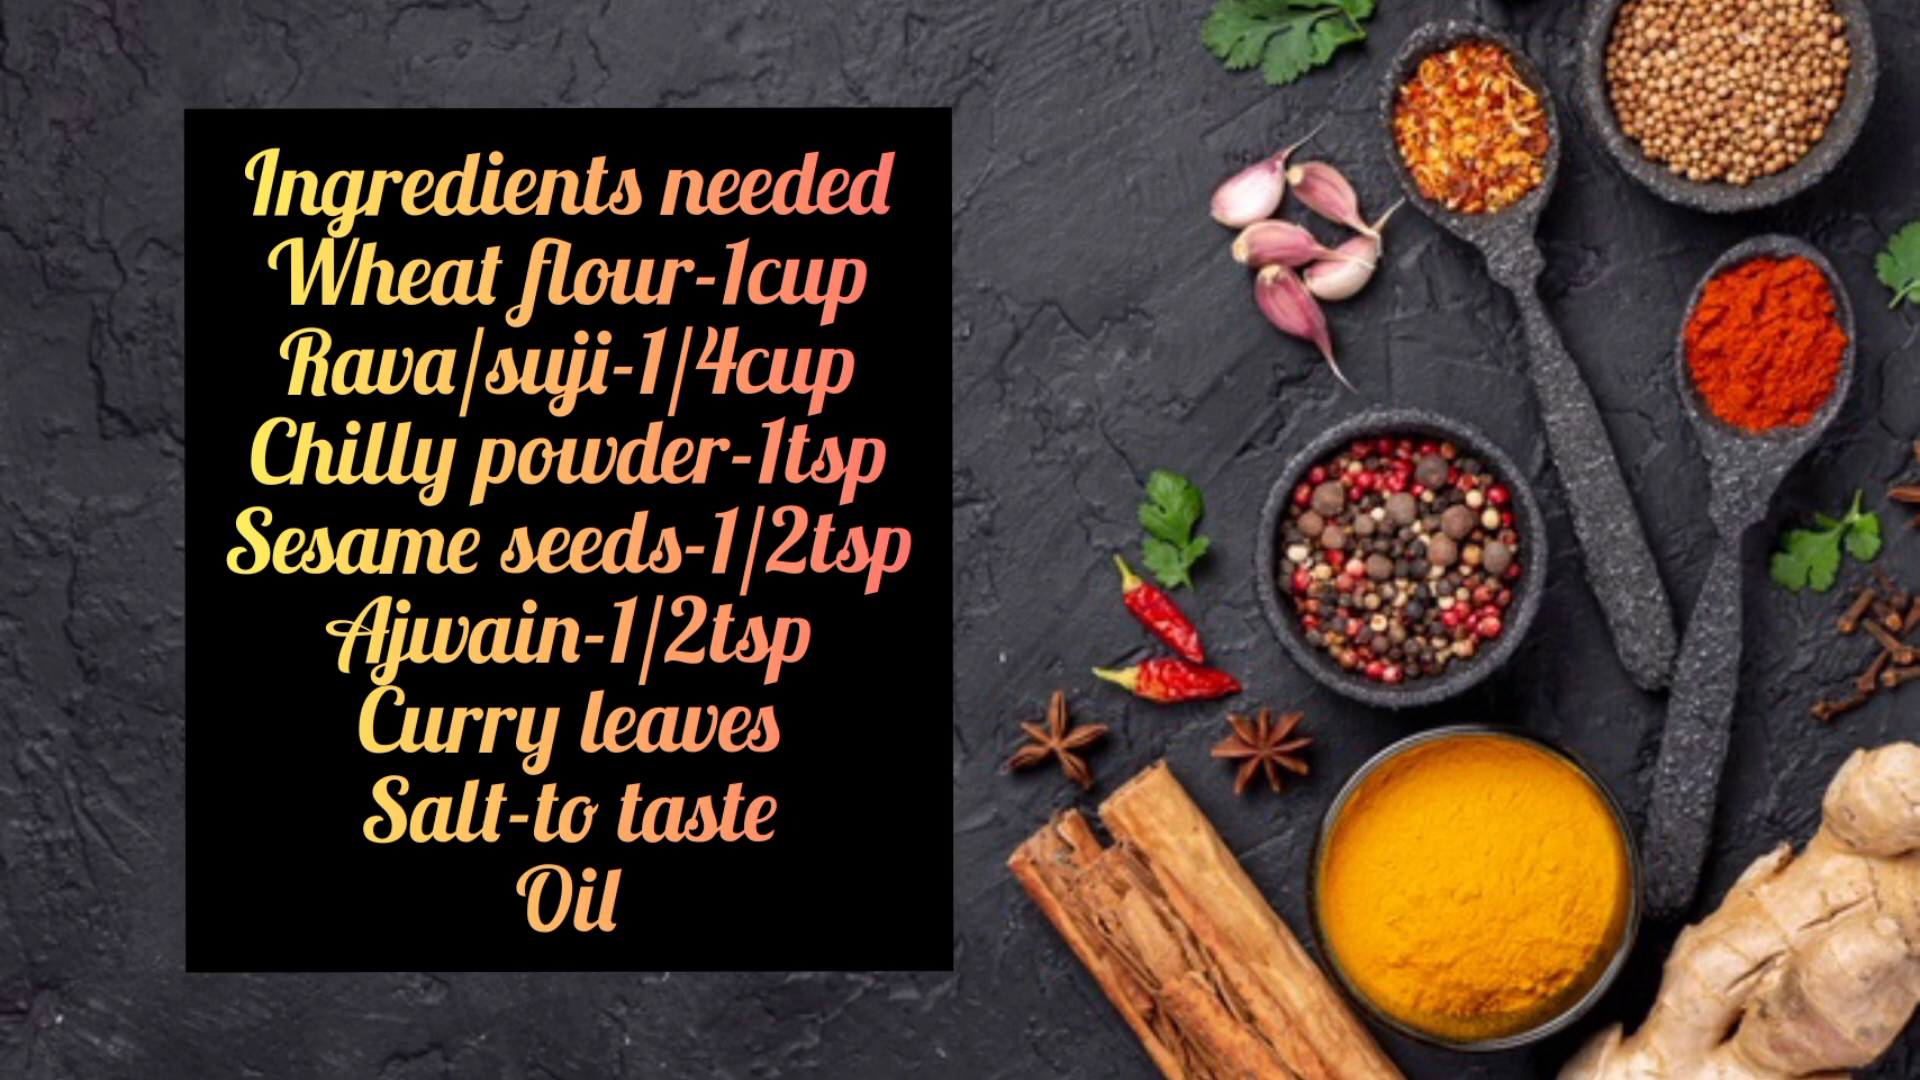 Ingredients needed
Wheat flour-1cup
Rava/suji-1/4cup
Chilly powder-1tsp
Sesame seeds-1/2tsp
Ajwain-1/2tsp
Curry leaves
Salt-to taste
Oil